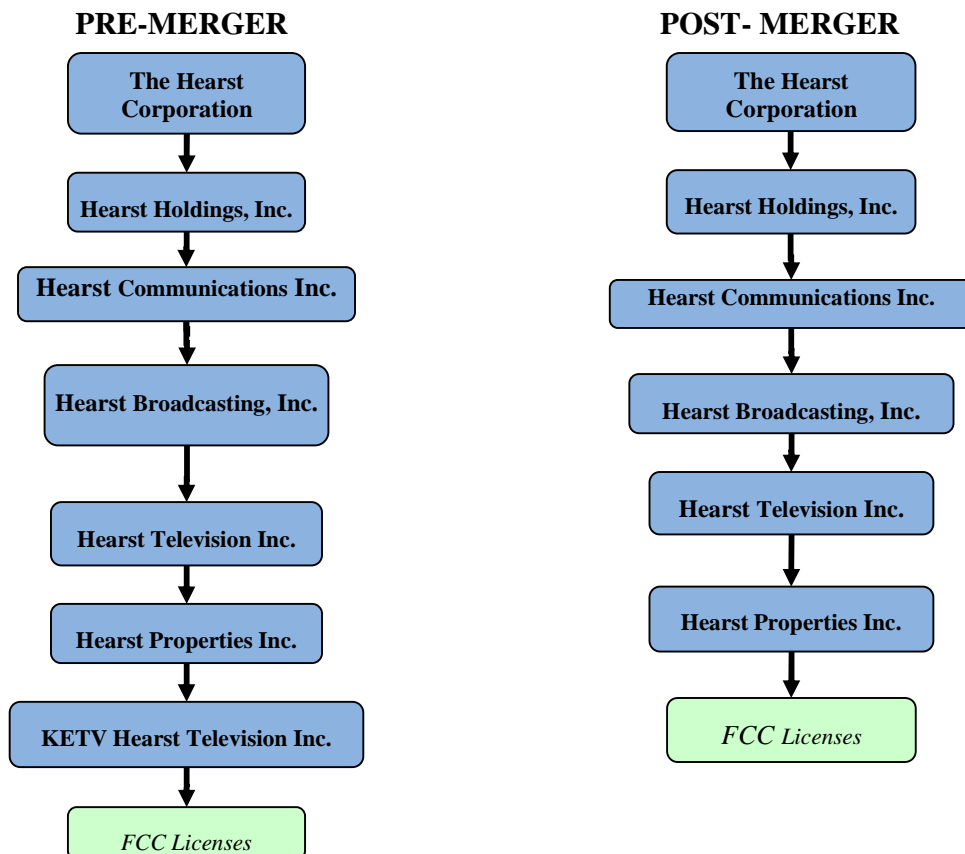 PRE-MERGER
The Hearst
Corporation
Hearst Holdings, Inc.
Hearst Communications Inc.
Hearst Broadcasting, Inc.
Hearst Television Inc.
Hearst Properties Inc.
KETV Hearst Television Inc.
FCC Licenses
POST- MERGER
The Hearst
Corporation
Hearst Holdings, Inc.
Hearst Communications Inc.
Hearst Broadcasting, Inc.
Hearst Television Inc.
Hearst Properties Inc.
FCC Licenses